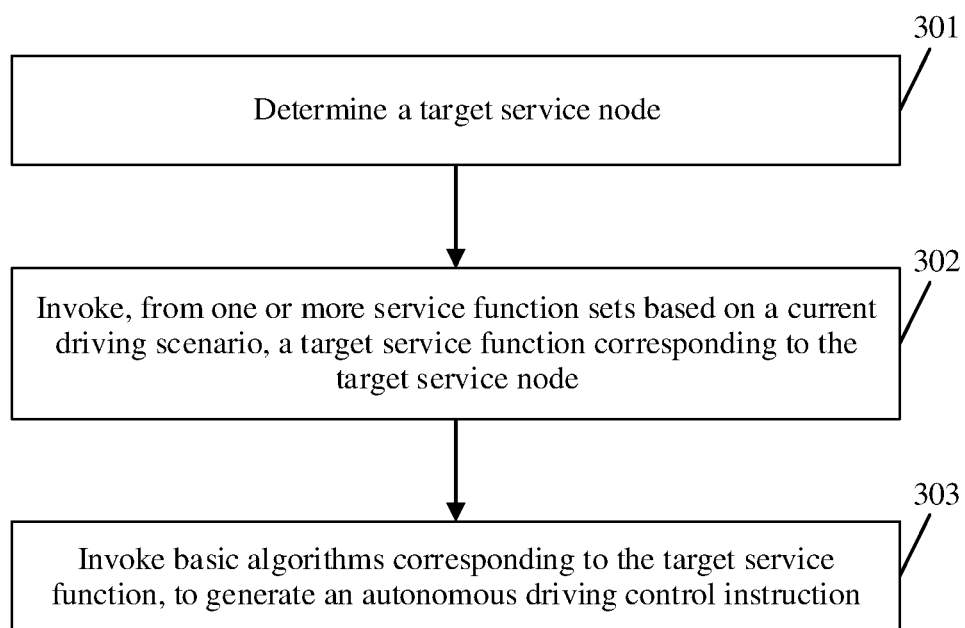 301
Determine a target service node
302
Invoke, from one or more service function sets based on a current
driving scenario, a target service function corresponding to the
target service node
303
Invoke basic algorithms corresponding to the target service
function, to generate an autonomous driving control instruction